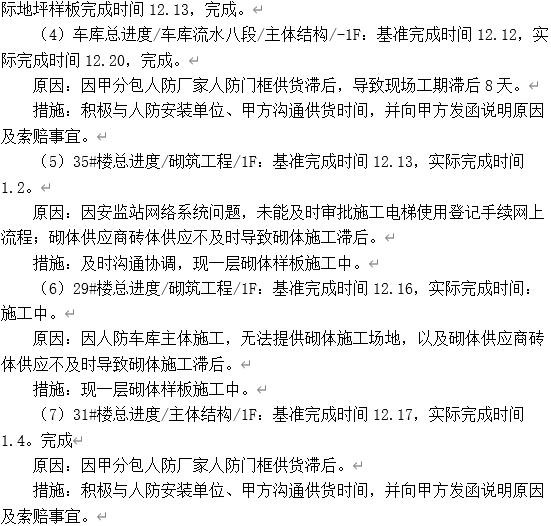 际地坪样板完成时间 12.13，完成。
（4）车库总进度/车库流水八段/主体结构/-1F：基准完成时间 12.12，实
际完成时间 12.20，完成。
原因：因甲分包人防厂家人防门框供货滞后，导致现场工期滞后 8 天。
措施：积极与人防安装单位、甲方沟通供货时间，并向甲方发函说明原因
及索赔事宜。
（5）35#楼总进度/砌筑工程/1F：基准完成时间 12.13，实际完成时间
1.2。
原因：因安监站网络系统问题，未能及时审批施工电梯使用登记手续网上
流程；砌体供应商砖体供应不及时导致砌体施工滞后。
措施：及时沟通协调，现一层砌体样板施工中。
（6）29#楼总进度/砌筑工程/1F：基准完成时间 12.16，实际完成时间：
施工中。
原因：因人防车库主体施工，无法提供砌体施工场地，以及砌体供应商砖
体供应不及时导致砌体施工滞后。
措施：现一层砌体样板施工中。
（7）31#楼总进度/主体结构/1F：基准完成时间 12.17，实际完成时间
1.4。完成
原因：因甲分包人防厂家人防门框供货滞后。
措施：积极与人防安装单位、甲方沟通供货时间，并向甲方发函说明原因
及索赔事宜。